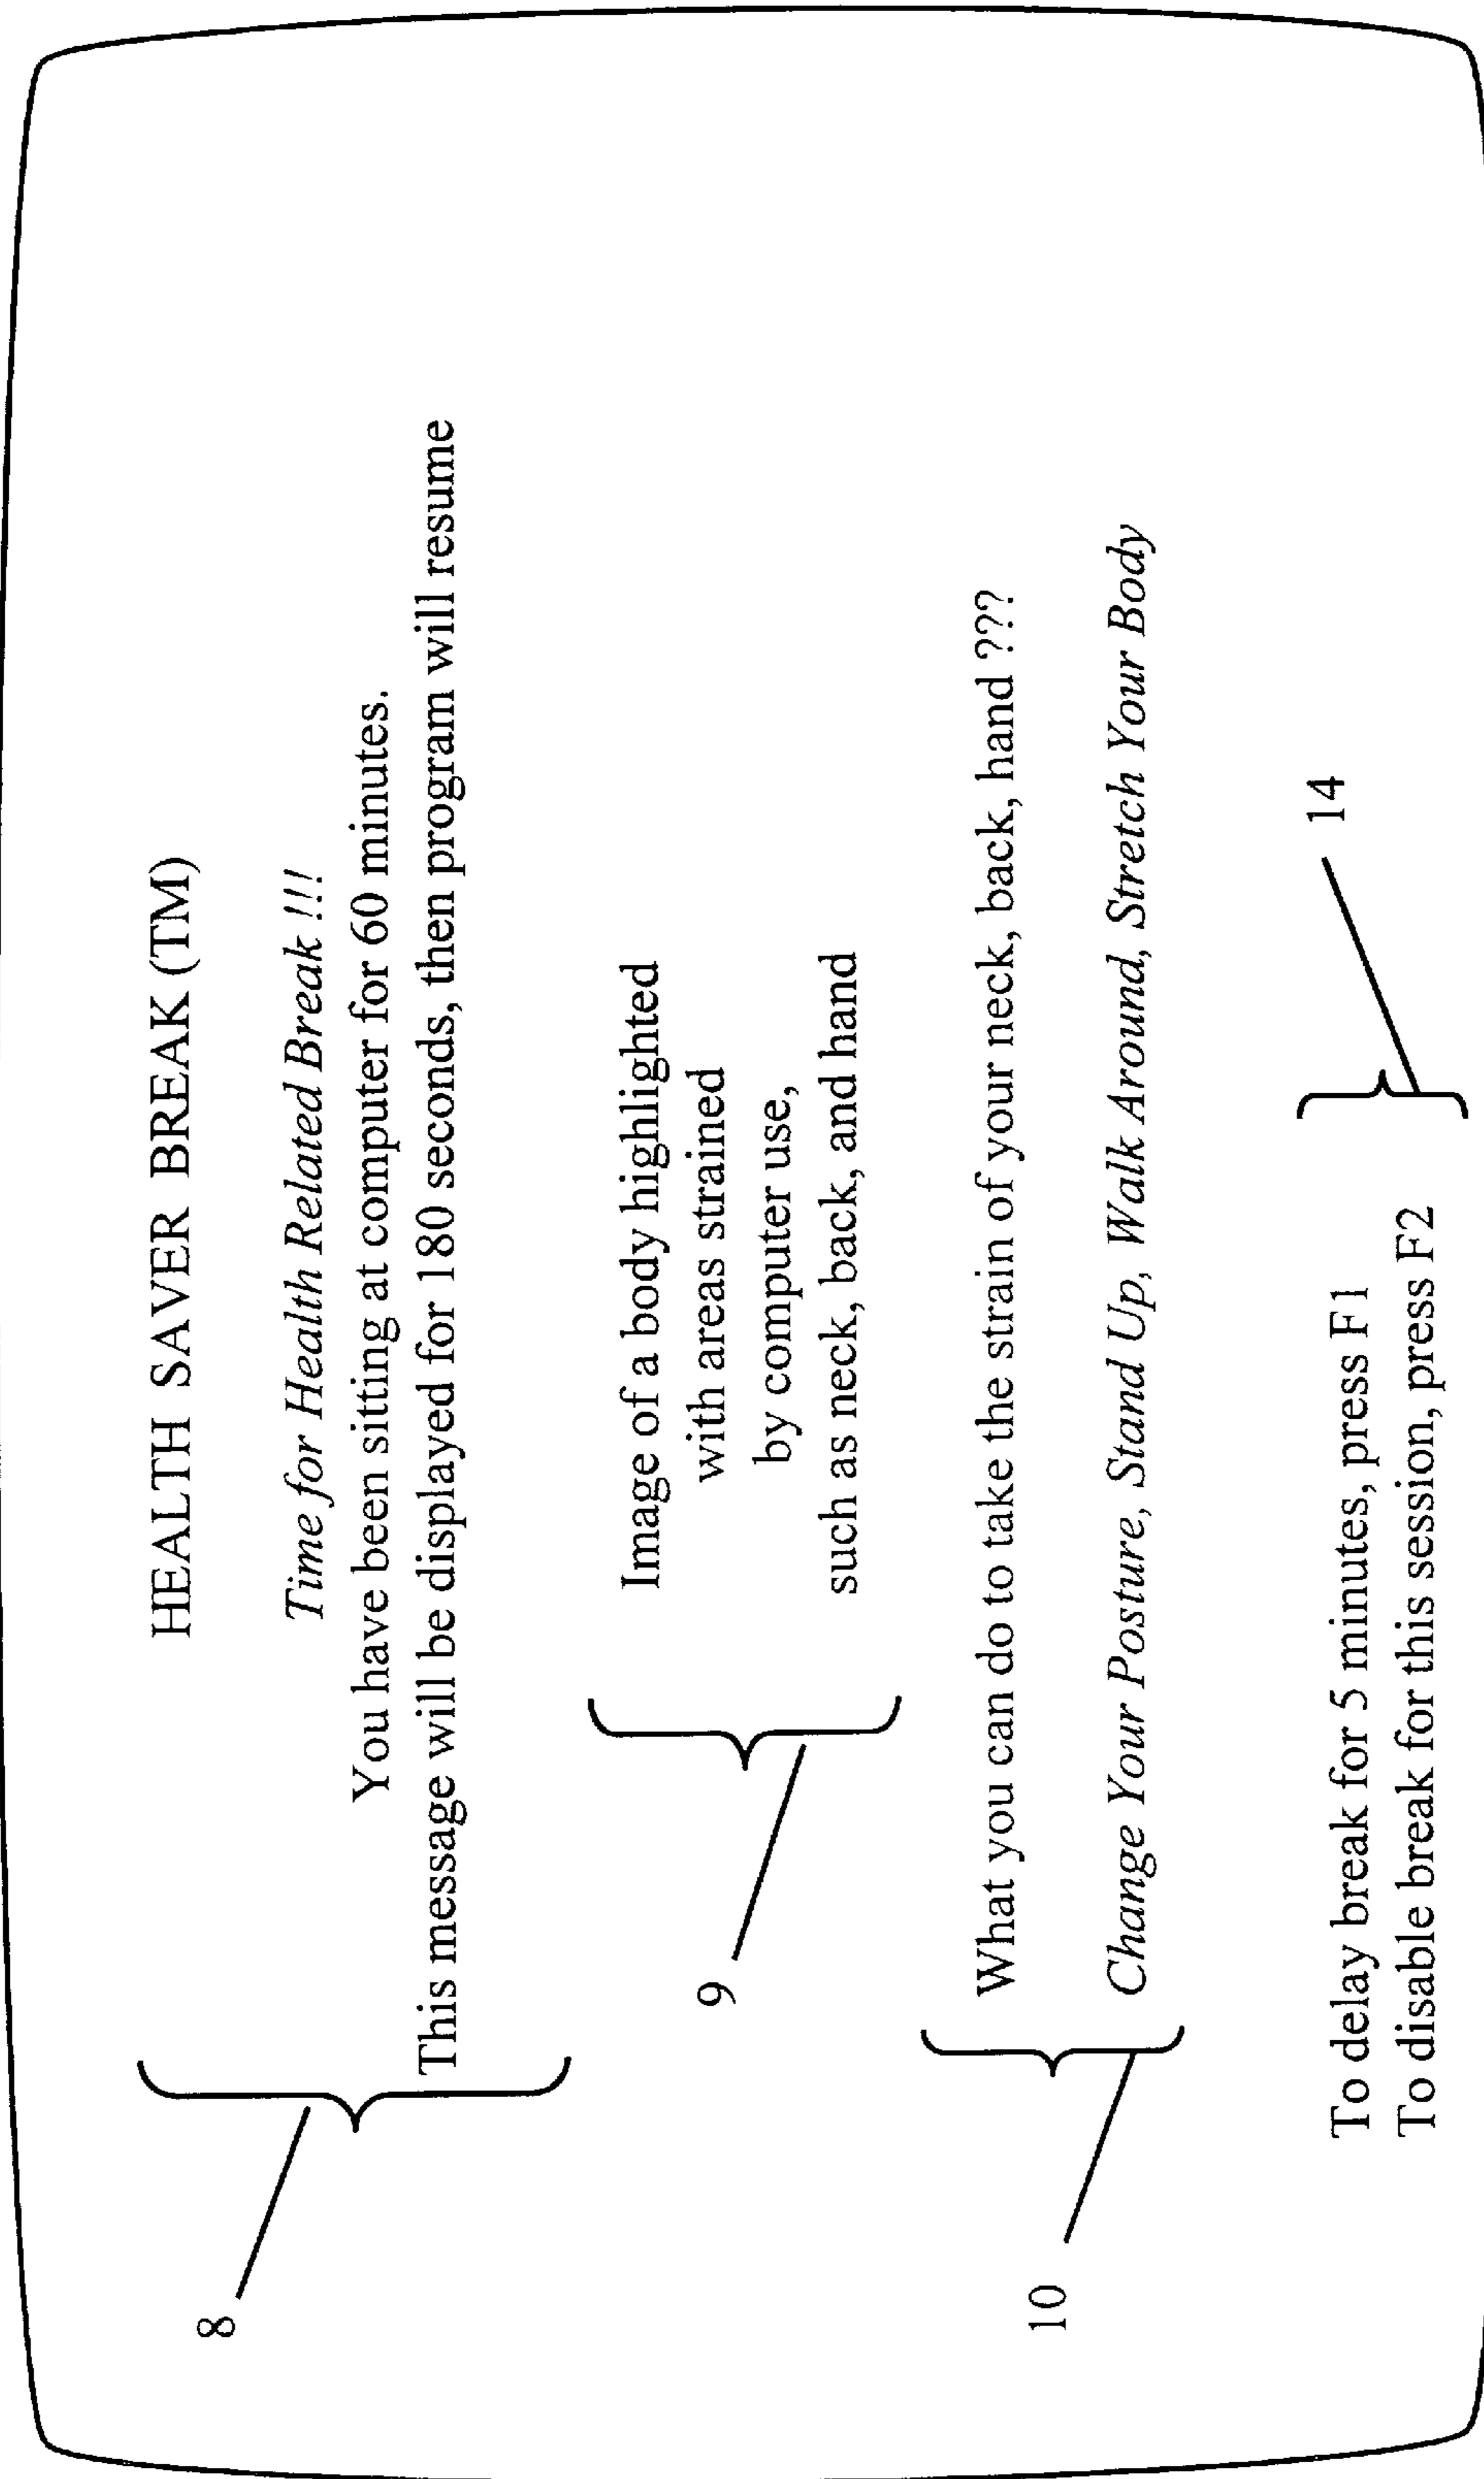 HEALTH SAVER BREAK (TM)
8
Time for Health Related Break !!!
You have been sitting at computer for 60 minutes.
This message will be displayed for 180 seconds, then program will resume
Image of a body highlighted
with areas strained
9
by computer use,
such as neck, back, and hand
What you can do to take the strain of your neck, back, hand ???
10
Change Your Posture, Stand Up, Walk Around, Stretch Your Body
14
To delay break for 5 minutes, press F1
To disable break for this session, press F2